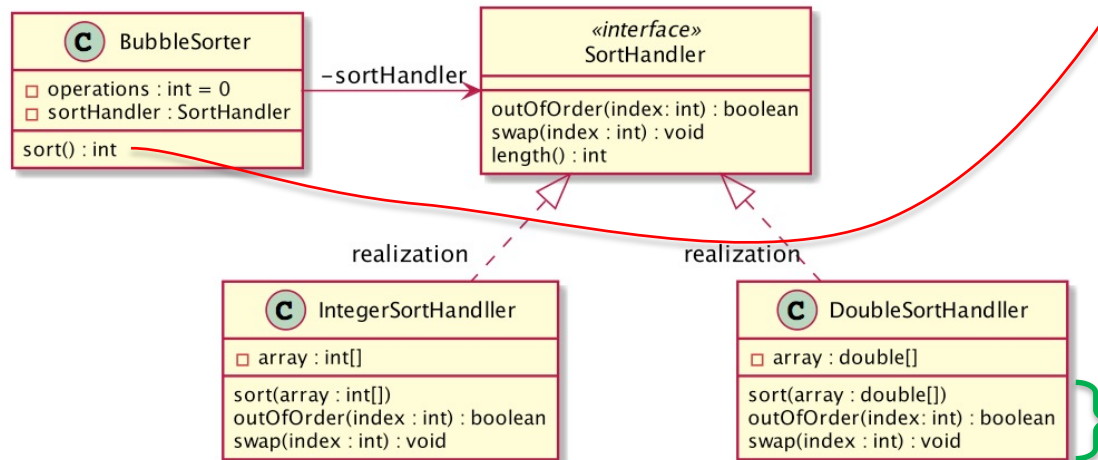 C BubbleSorter
operations : int = 0
sortHandler : SortHandler
sort() : int
-sortHandler
«interface»
SortHandler
outOfOrder(index: int) : boolean
swap(index : int) : void
length() : int
realization
realization
C IntegerSortHandller
array : int[]
sort(array : int[])
outOfOrder(index : int) : boolean
swap(index : int) : void
C DoubleSortHandller
array : double[]
sort(array : double[])
outOfOrder(index: int) : boolean
swap(index : int) : void